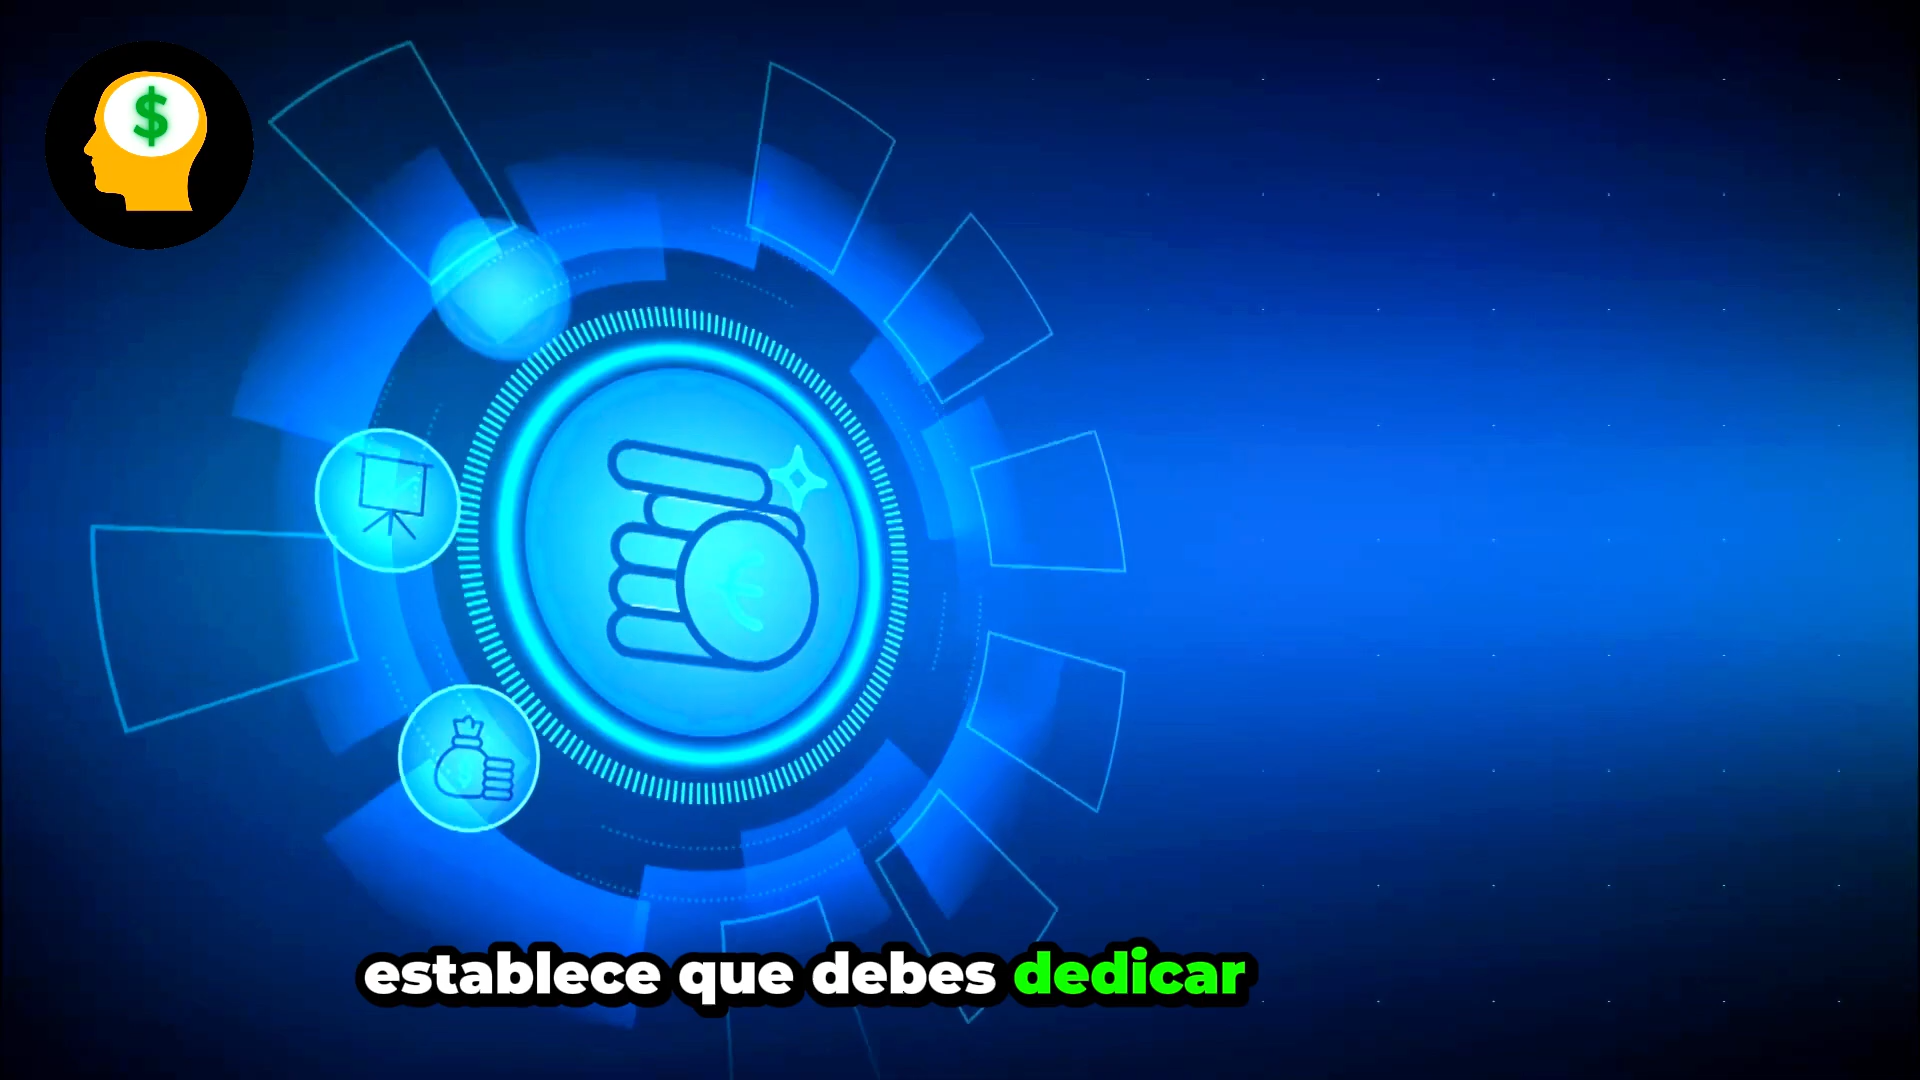 $
€
establece que debes dedicar